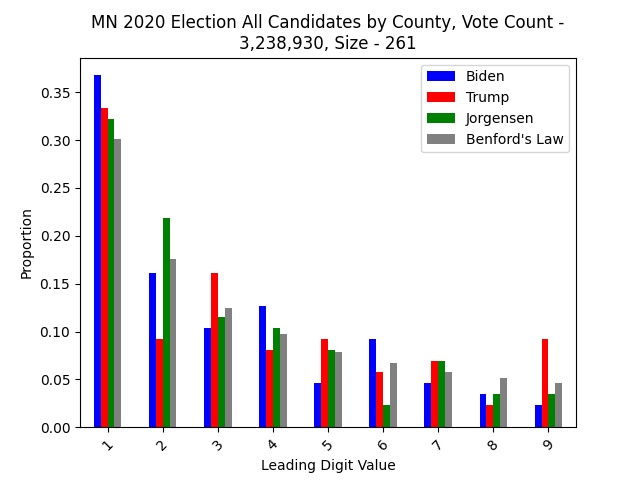 MN 2020 Election All Candidates by County, Vote Count -
3,238,930, Size - 261
Biden
Trump
Jorgensen
Benford's Law
Proportion
0.35
0.30
0.25
0.20
0.15
0.10
0.05
0.00
1 2 3 4 5 6 7 8 9
Leading Digit Value